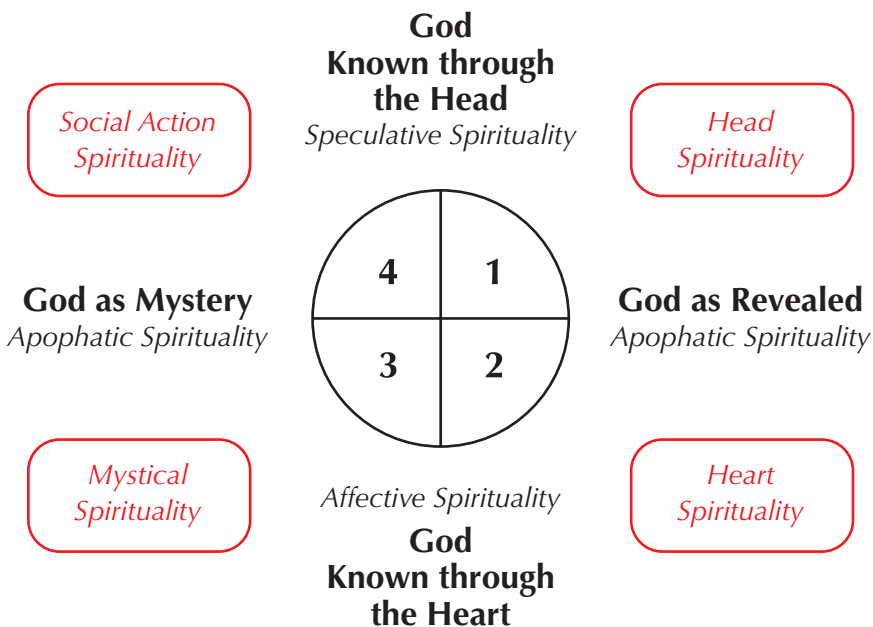 God
Known through
the Head
Speculative Spirituality
Social Action
Spirituality
Head
Spirituality
4
1
God as Mystery
Apophatic Spirituality
God as Revealed
Apophatic Spirituality
3
2
Mystical
Spirituality
Heart
Spirituality
Affective Spirituality
God
Known through
the Heart